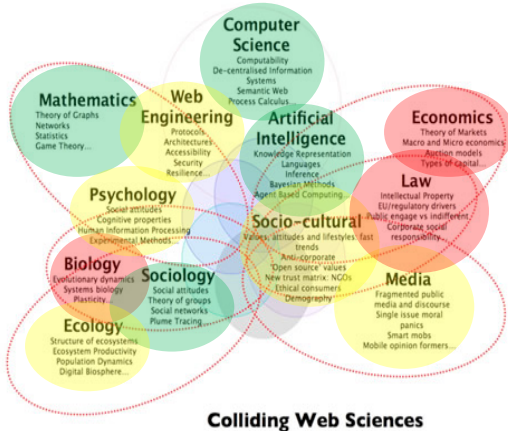 Computer
Science
Computability
De-centralised Information
Systems
Semantic Web
Process Calculus...
Mathematics
Theory of Graphs
Networks
Statistics
Game Theory...
Web
Engineering
Protocols
Architectures
Accessibility
Security
Resilience...
Artificial
Intelligence
Knowledge Representation
Languages
Inference
Bayesian Methods
Agent Based Computing...
Economics
Theory of Markets
Macro and Micro economics
Auction models
Types of capital...
Law
Intellectual Property
EU/regulatory drivers
Public engage vs indifferent
Corporate social
responsibility...
Psychology
Social attitudes
Cognitive properties
Human Information Processing
Experimental Methods...
Socio-cultural
Values, attitudes and lifestyles: fast
trends
Anti-corporate
'Open source' values
New trust matrix: NGOs
Ethical consumers
Demography
Biology
Evolutionary dynamics
Systems biology
Plasticity...
Sociology
Social attitudes
Theory of groups
Social networks
Plume Tracing...
Media
Fragmented public
media and discourse
Single issue moral
panics
Smart mobs
Mobile opinion formers...
Ecology
Structure of ecosystems
Ecosystem Productivity
Population Dynamics
Digital Biosphere...
Colliding Web Sciences